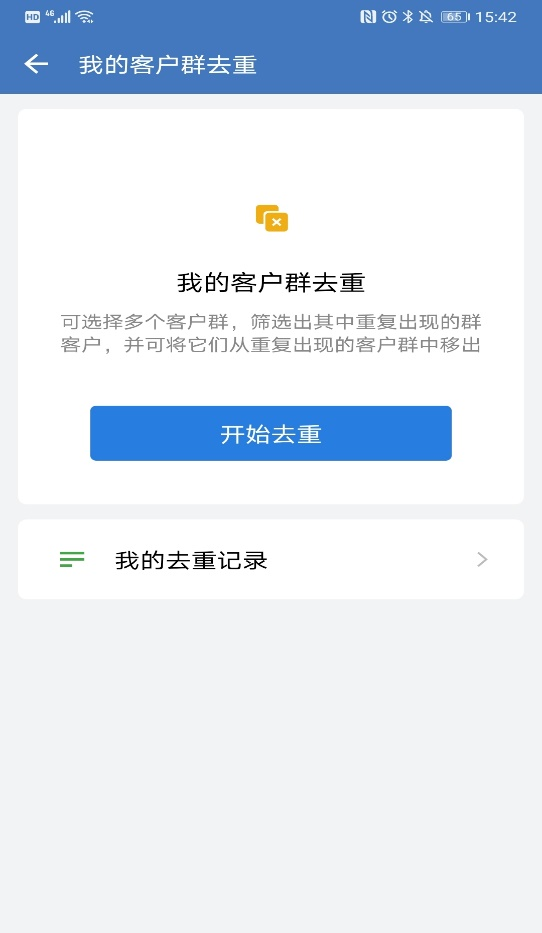 HD 4G 65 15:42
我的客户群去重
我的客户群去重
可选择多个客户群，筛选出其中重复出现的群
客户，并可将它们从重复出现的客户群中移出
开始去重
我的去重记录